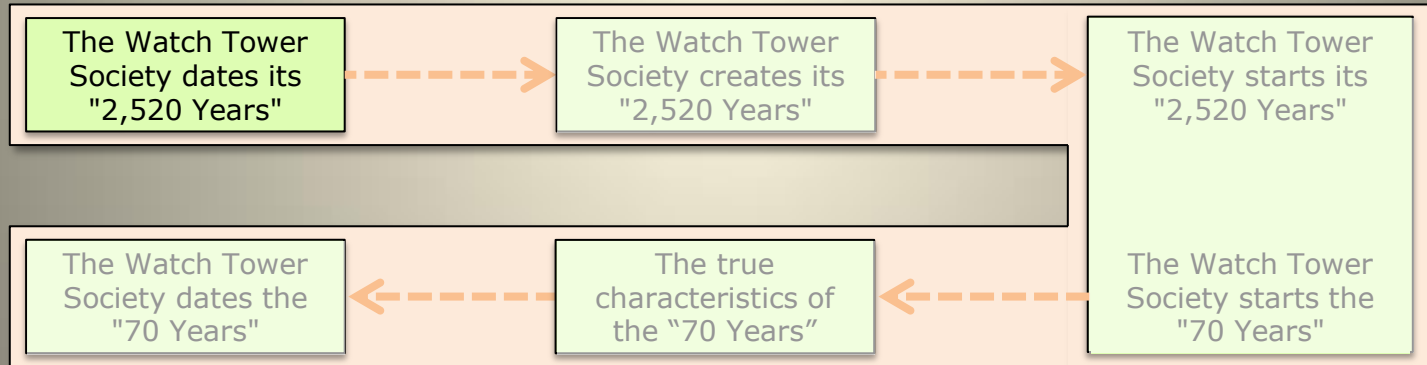 The Watch Tower
Society dates its
"2,520 Years"
The Watch Tower
Society creates its
"2,520 Years"
The Watch Tower
Society starts its
"2,520 Years"
The Watch Tower
Society starts the
"70 Years"
The true
characteristics of
the “70 Years”
The Watch Tower
Society dates the
"70 Years"